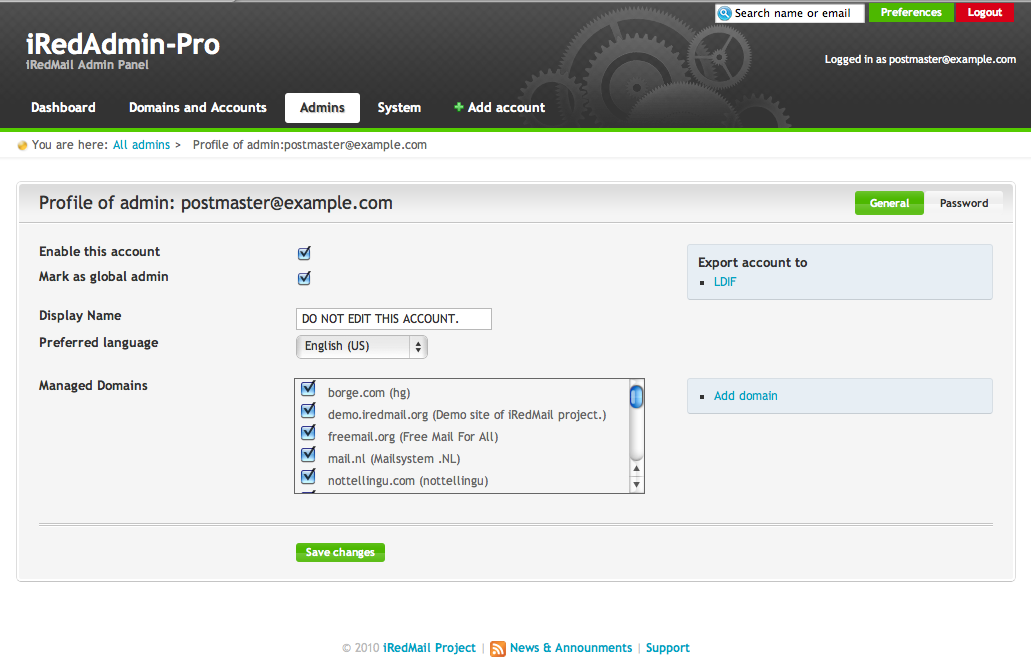 Search name or email Preferences Logout
iRedAdmin-Pro
iRedMail Admin Panel
Logged in as postmaster@example.com
Dashboard Domains and Accounts Admins System + Add account
You are here: All admins > Profile of admin:postmaster@example.com
Profile of admin: postmaster@example.com General Password
Enable this account
Mark as global admin
Export account to
LDIF
Display Name DO NOT EDIT THIS ACCOUNT.
Preferred language English (US)
Managed Domains
borge.com (hg)
demo.iredmail.org (Demo site of iRedMail project.)
freemail.org (Free Mail For All)
mail.nl (Mailsystem .NL)
nottellingu.com (nottellingu)
Add domain
Save changes
© 2010 iRedMail Project | News & Announments | Support